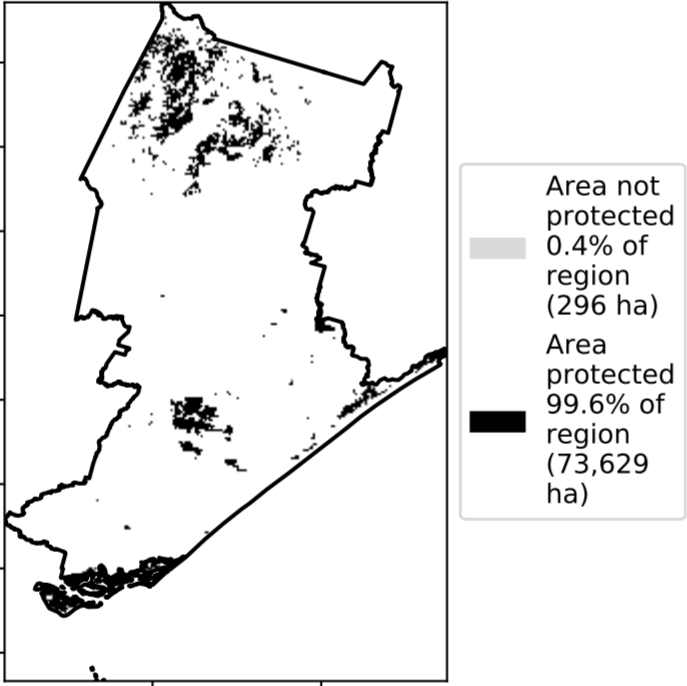 Area not
protected
0.4% of
region
(296 ha)
Area
protected
99.6% of
region
(73,629
ha)